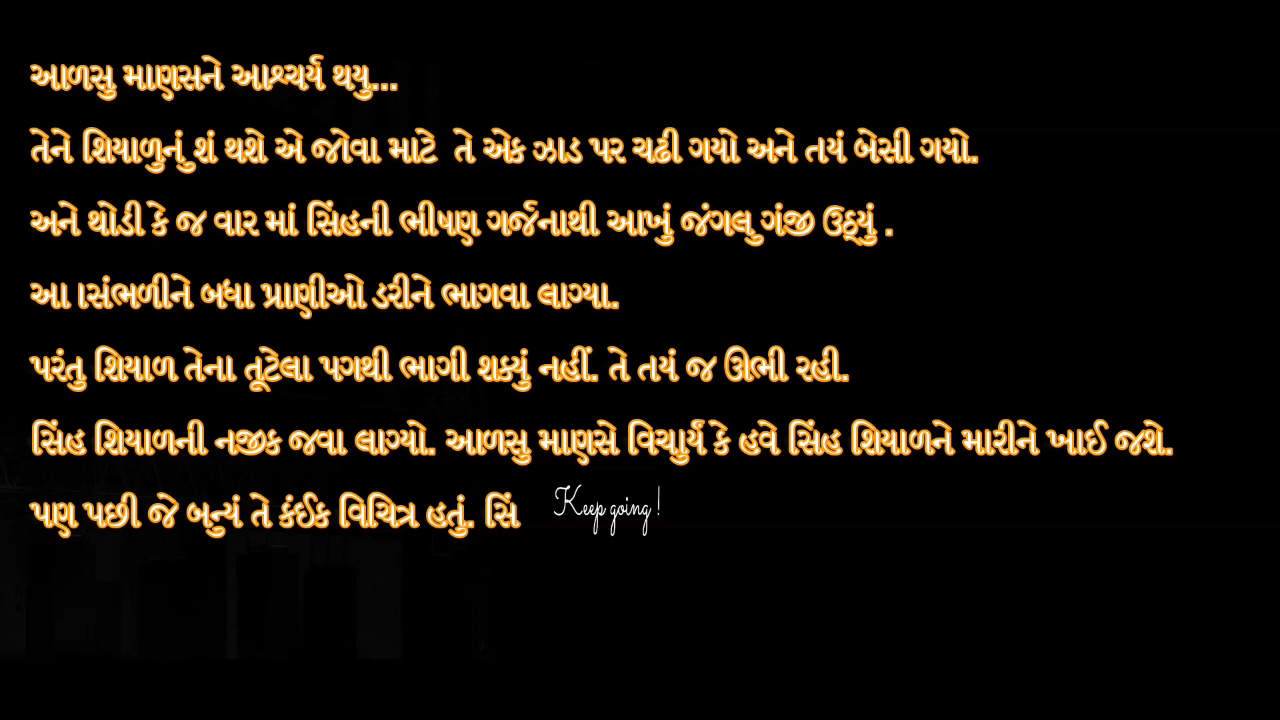 આળસુ માણસને આશ્ચર્ય થયુ...
તેને શિયાળુનું ુશં થશે એ જોવા માટે તે એક ઝાડ પર ચઢી ગયો અને તયં બેસી ગયો.
અને થોડી કે જ વાર માં સિંહની ભીષણ ગર્જનાથી આખું જંગલ ુગંજી ઉઠ્યું .
આ ।સંભળીને બધા પ્રાણીઓ ડરીને ભાગવા લાગ્યા.
પરંતુ શિયાળ તેના તૂટેલા પગથી ભાગી શક્યું નહીં. તે તયં જ ઊભી રહી.
સિંહ શિયાળની નજીક જવા લાગ્યો. આળસુ માણસે વિચાુર્યં કે હવે સિંહ શિયાળને મારીને ખાઈ જશે.
પણ પછી જે બન્ુયં તે કંઈક વિચિત્ર હતું. સિં Keep going !